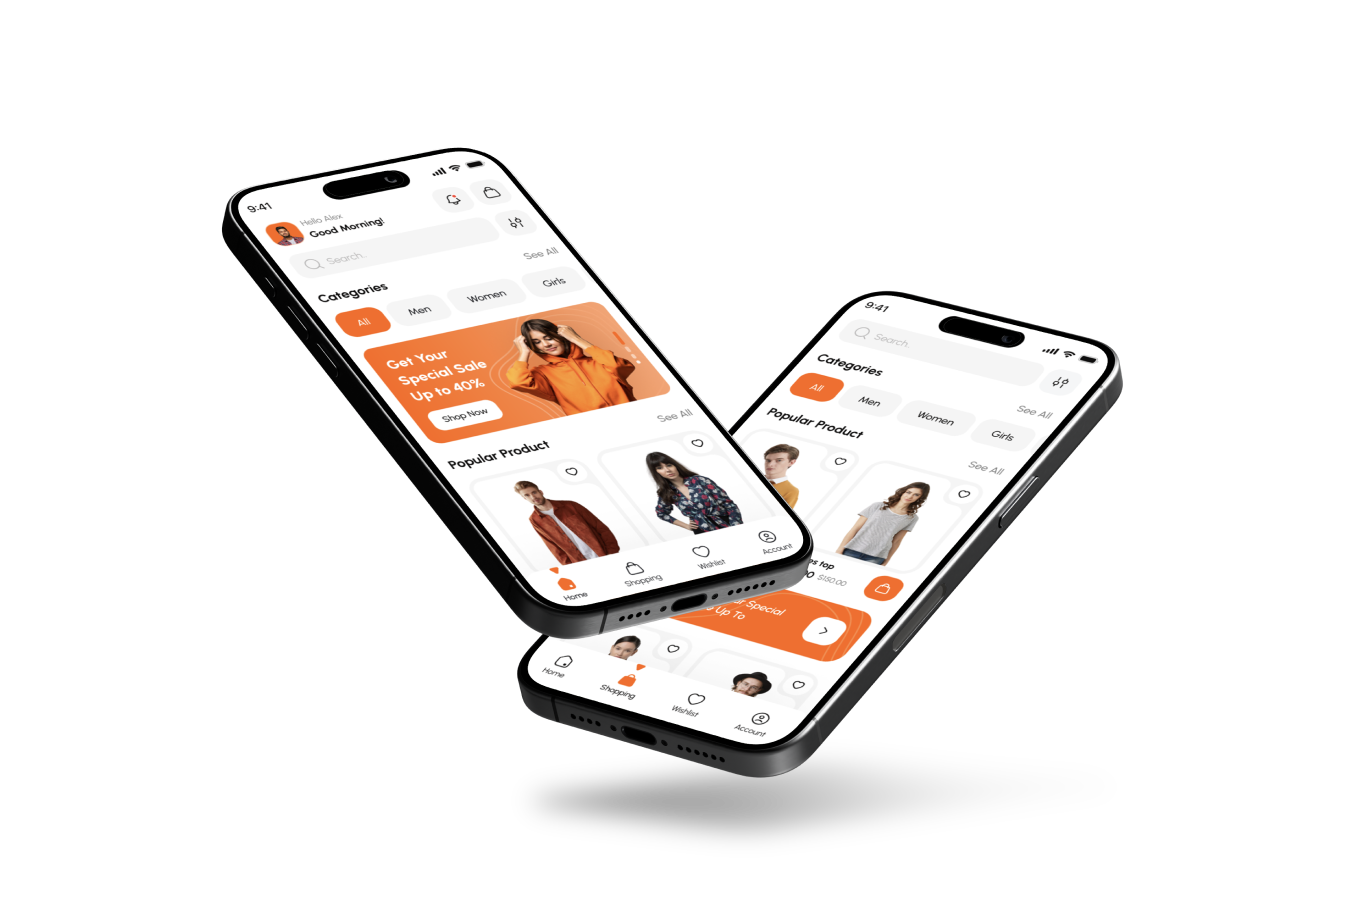 9:41
Hello Alex
Good Morning!
Search.
Categories
See All
All
Men
Women
Girls
Get Your
Special Sale
Up to 40%
Shop Now
Popular Product
See All
Home
Shopping
Wishlist
Account
9:41
Search.
Categories
See All
All
Men
Women
Girls
Popular Product
See All
top
$150.00
Special
Up To
Home
Shopping
Wishlist
Account